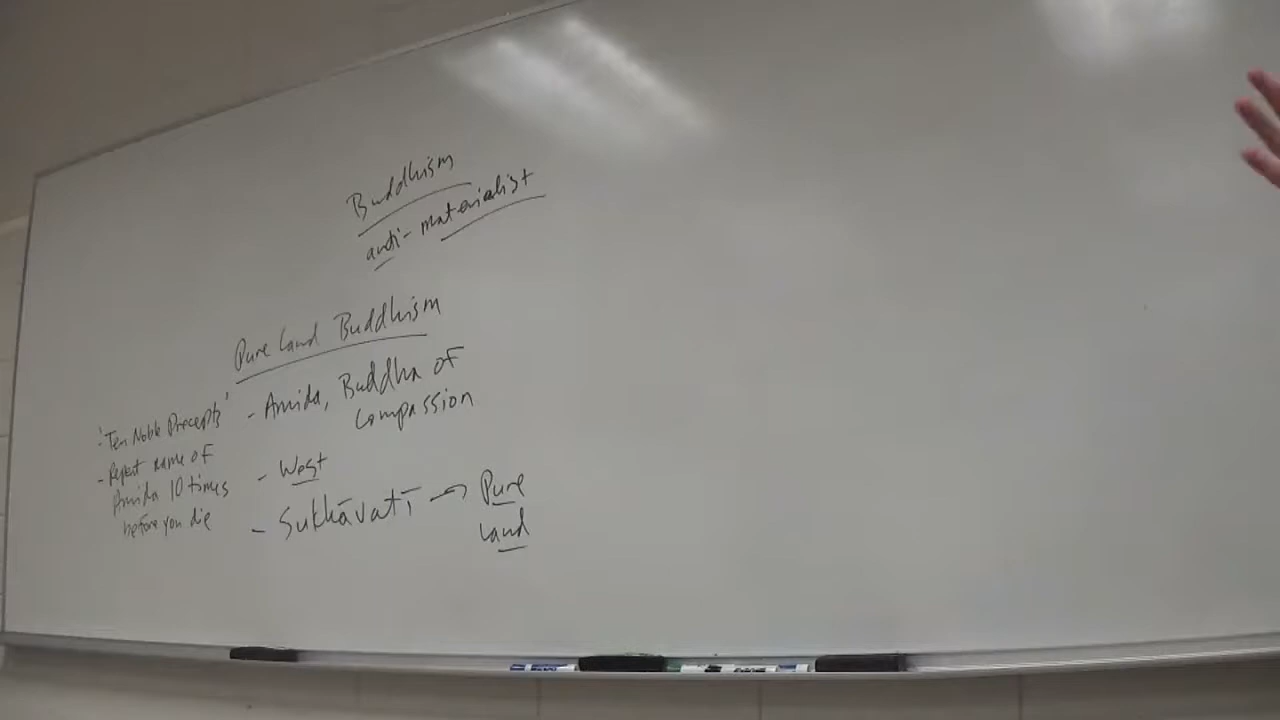 Buddhism
anti-materialist
Pure Land Buddhism
- Amida, Buddha of
Compassion
- West
- Sukhāvatī → Pure
Land
'Ten Noble Precepts'
- Repeat name of
Amida 10 times
before you die